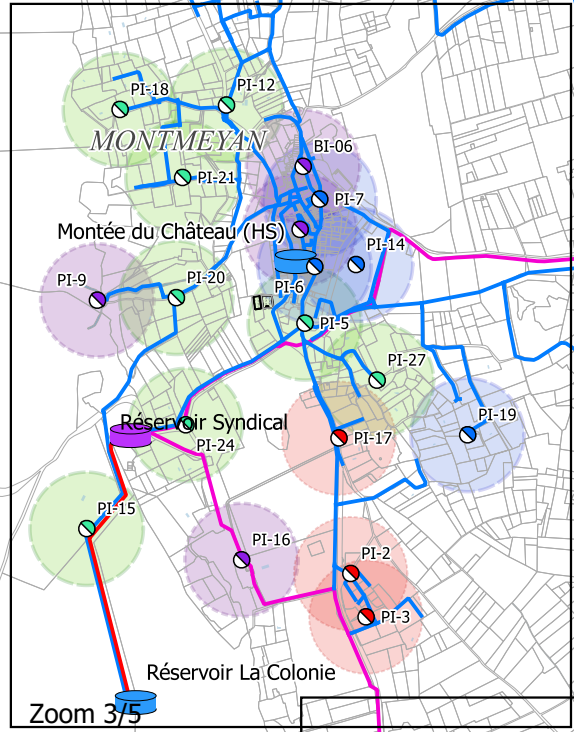 PI-18
PI-12
MONTMEYAN
BI-06
PI-21
PI-7
Montée du Château (HS)
PI-14
PI-9
PI-20
PI-6
PI-5
PI-27
PI-19
Réservoir Syndical
PI-24
PI-17
PI-15
PI-16
PI-2
PI-3
Réservoir La Colonie
Zoom 3/5